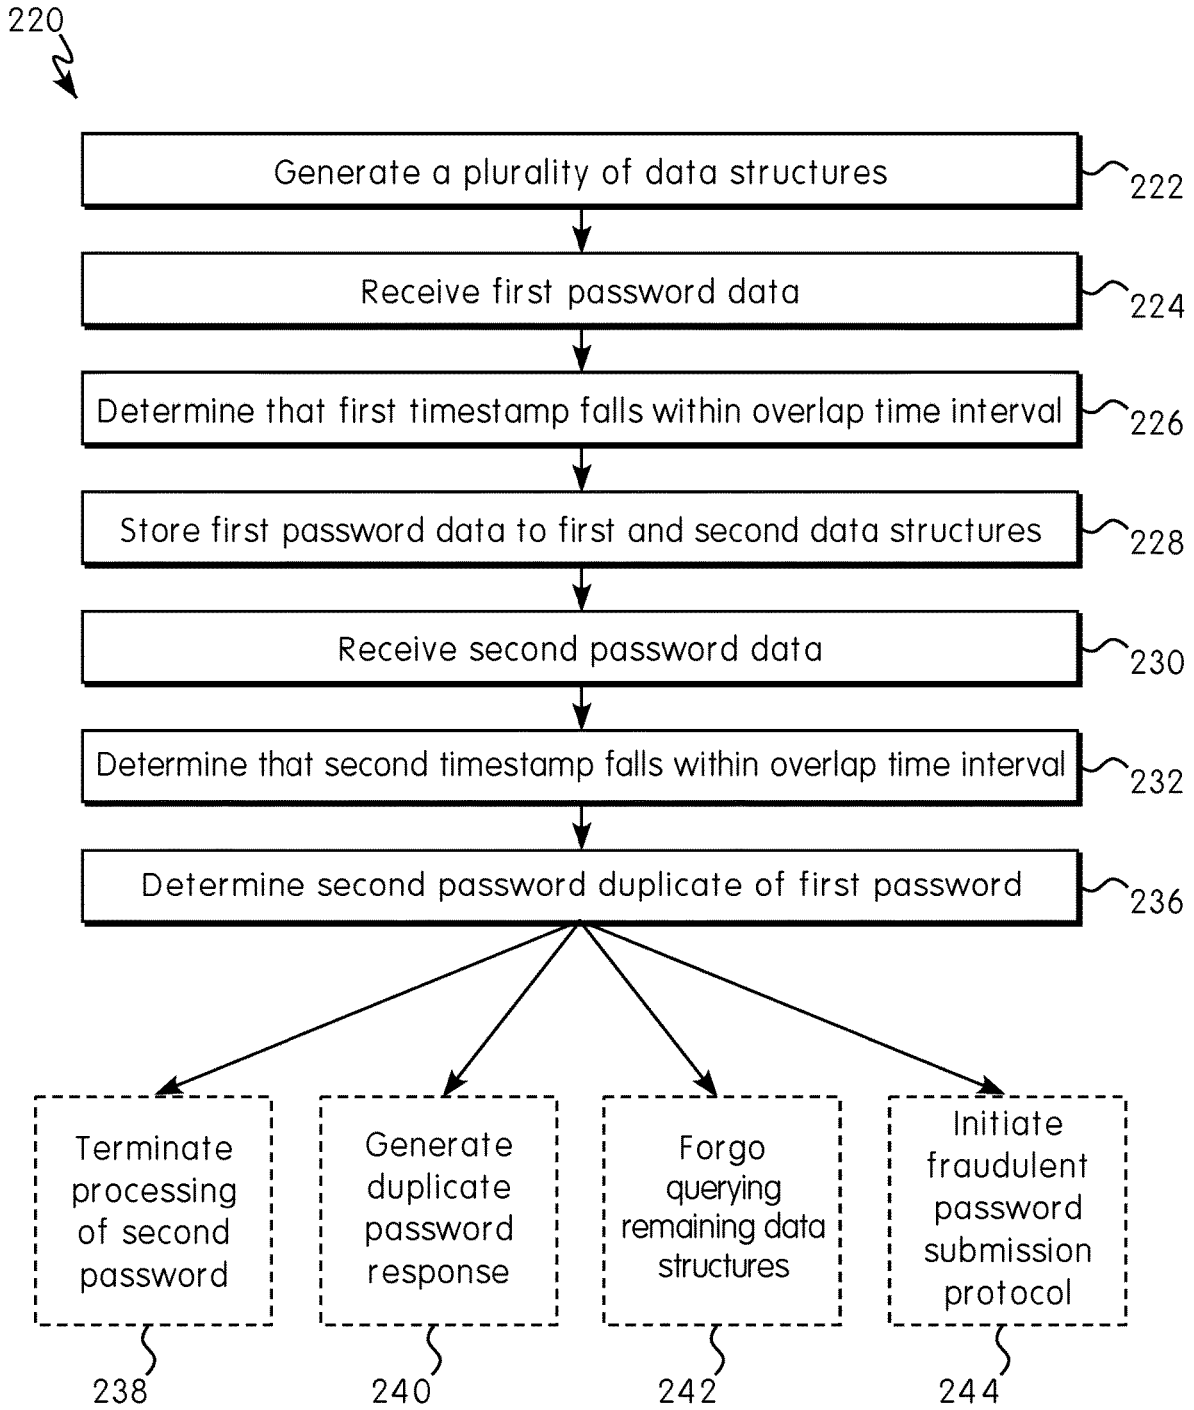 220
Generate a plurality of data structures
222
Receive first password data
224
Determine that first timestamp falls within overlap time interval
226
Store first password data to first and second data structures
228
Receive second password data
230
Determine that second timestamp falls within overlap time interval
232
Determine second password duplicate of first password
236
Terminate
processing
of second
password
238
Generate
duplicate
password
response
240
Forgo
querying
remaining data
structures
242
Initiate
fraudulent
password
submission
protocol
244